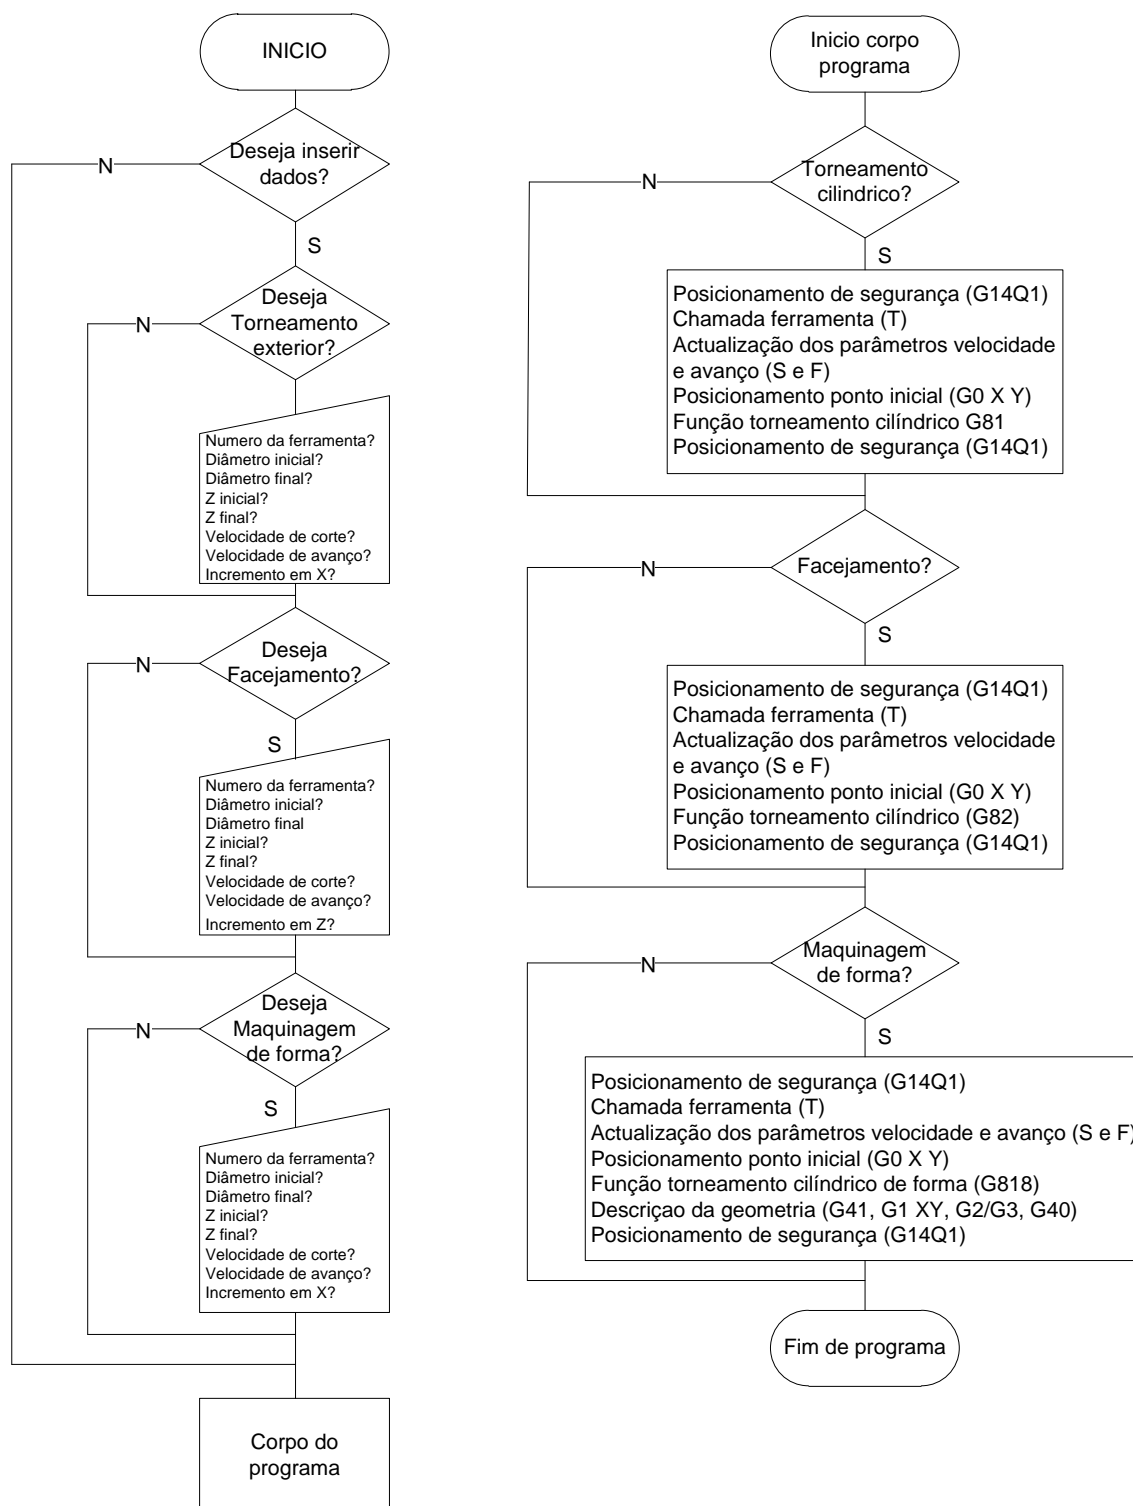 INICIO
N
Deseja inserir
dados?
S
N
Deseja
Torneamento
exterior?
Numero da ferramenta?
Diâmetro inicial?
Diâmetro final?
Z inicial?
Z final?
Velocidade de corte?
Velocidade de avanço?
Incremento em X?
N
Deseja
Facejamento?
S
Numero da ferramenta?
Diâmetro inicial?
Diâmetro final
Z inicial?
Z final?
Velocidade de corte?
Velocidade de avanço?
Incremento em Z?
N
Deseja
Maquinagem
de forma?
S
Numero da ferramenta?
Diâmetro inicial?
Diâmetro final?
Z inicial?
Z final?
Velocidade de corte?
Velocidade de avanço?
Incremento em X?
Corpo do
programa
Inicio corpo
programa
N
Torneamento
cilindrico?
S
Posicionamento de segurança (G14Q1)
Chamada ferramenta (T)
Actualização dos parâmetros velocidade
e avanço (S e F)
Posicionamento ponto inicial (G0 X Y)
Função torneamento cilíndrico G81
Posicionamento de segurança (G14Q1)
N
Facejamento?
S
Posicionamento de segurança (G14Q1)
Chamada ferramenta (T)
Actualização dos parâmetros velocidade
e avanço (S e F)
Posicionamento ponto inicial (G0 X Y)
Função torneamento cilíndrico (G82)
Posicionamento de segurança (G14Q1)
N
Maquinagem
de forma?
S
Posicionamento de segurança (G14Q1)
Chamada ferramenta (T)
Actualização dos parâmetros velocidade e avanço (S e F)
Posicionamento ponto inicial (G0 X Y)
Função torneamento cilíndrico de forma (G818)
Descriçao da geometria (G41, G1 XY, G2/G3, G40)
Posicionamento de segurança (G14Q1)
Fim de programa